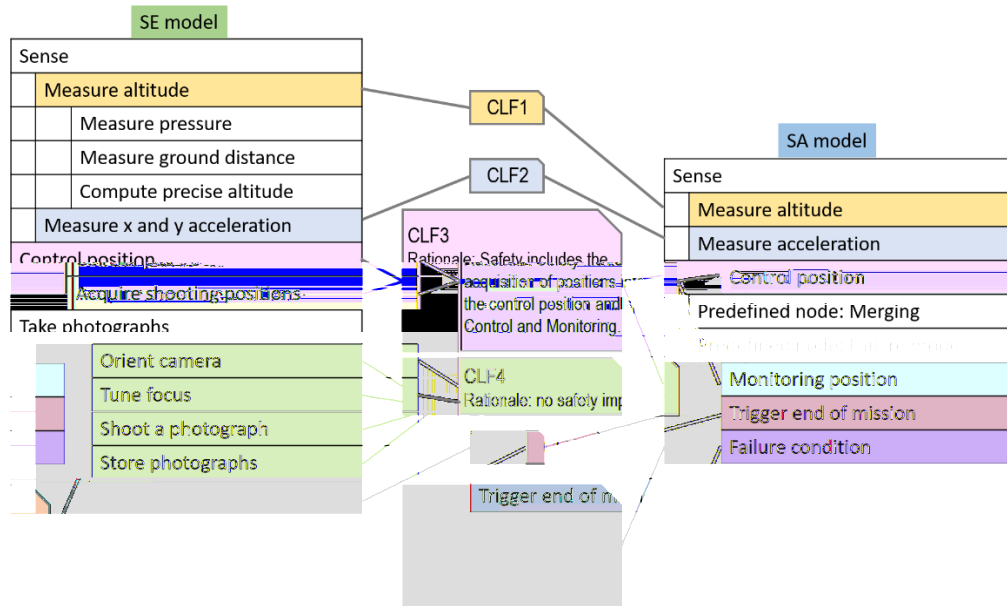 SE model
Sense
Measure altitude
Measure pressure
Measure ground distance
Compute precise altitude
Measure x and y acceleration
Control position
Acquire shooting positions
Take photographs
Orient camera
Tune focus
Shoot a photograph
Store photographs
CLF1
CLF2
CLF3
Rationale: Safety includes the
acquisition of positions
the control position and
Control and Monitoring.
CLF4
Rationale: no safety imp
Trigger end of m
SA model
Sense
Measure altitude
Measure acceleration
Control position
Predefined node: Merging
Monitoring position
Trigger end of mission
Failure condition